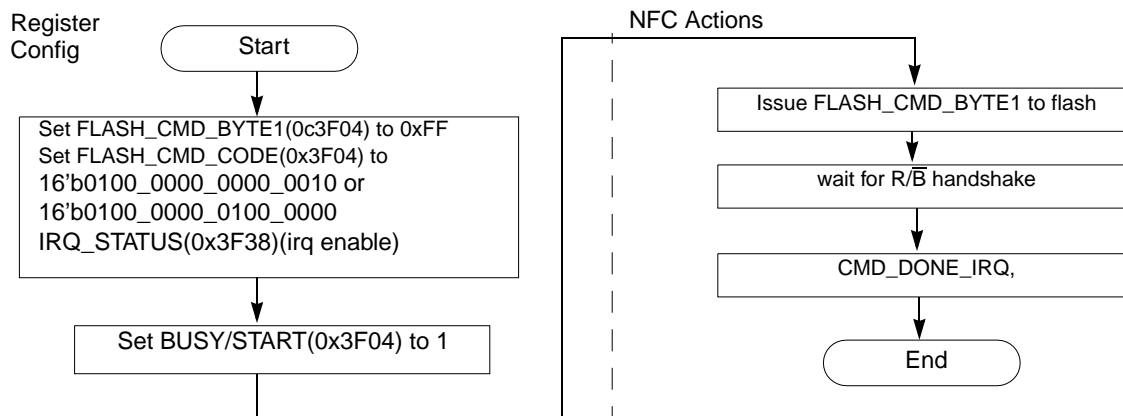 Register
Config
Start
Set FLASH_CMD_BYTE1(0c3F04) to 0xFF
Set FLASH_CMD_CODE(0x3F04) to
16'b0100_0000_0000_0010 or
16'b0100_0000_0100_0000
IRQ_STATUS(0x3F38)(irq enable)
Set BUSY/START(0x3F04) to 1
NFC Actions
Issue FLASH_CMD_BYTE1 to flash
wait for R/B̅ handshake
CMD_DONE_IRQ,
End